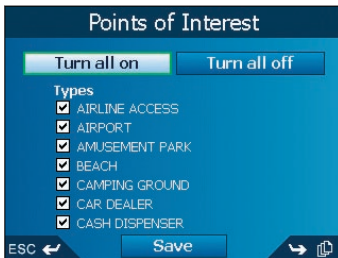 Points of Interest
Turn all on Turn all off
Types
AIRLINE ACCESS
AIRPORT
AMUSEMENT PARK
BEACH
CAMPING GROUND
CAR DEALER
CASH DISPENSER
ESC Save